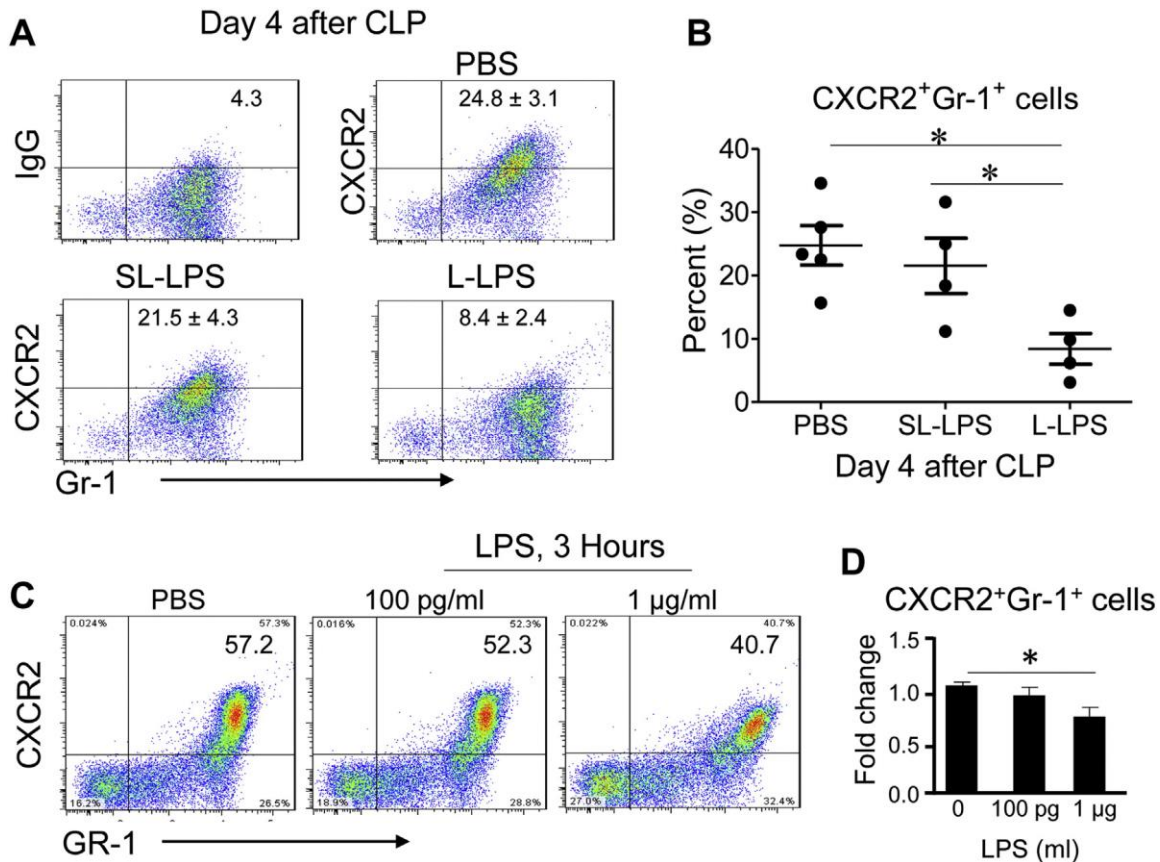 A
Day 4 after CLP
PBS
IgG
4.3
CXCR2
24.8 ± 3.1
SL-LPS
L-LPS
CXCR2
21.5 ± 4.3
8.4 ± 2.4
Gr-1
B
CXCR2+Gr-1+ cells
*
*
Percent (%)
40
30
20
10
0
PBS SL-LPS L-LPS
Day 4 after CLP
LPS, 3 Hours
C
PBS 100 pg/ml 1 µg/ml
CXCR2
0.024% 57.3%
57.2
16.2% 26.5%
0.016% 52.3%
52.3
18.9% 28.8%
0.022% 40.7%
40.7
27.0% 32.4%
GR-1
D
CXCR2+Gr-1+ cells
*
Fold change
1.5
1.0
0.5
0.0
0 100 pg 1 µg
LPS (ml)